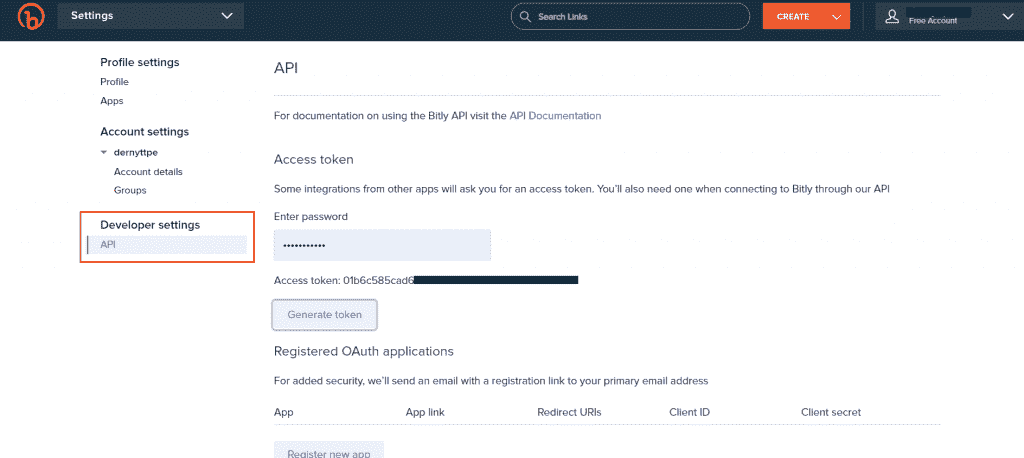 Settings
Search Links
CREATE
Free Account
Profile settings
Profile
Apps
Account settings
dernyttpe
Account details
Groups
Developer settings
API
API
For documentation on using the Bitly API visit the API Documentation
Access token
Some integrations from other apps will ask you for an access token. You'll also need one when connecting to Bitly through our API
Enter password
•••••••••••
Access token: 01b6c585cad6
Generate token
Registered OAuth applications
For added security, we'll send an email with a registration link to your primary email address
App App link Redirect URIs Client ID Client secret
Register new app